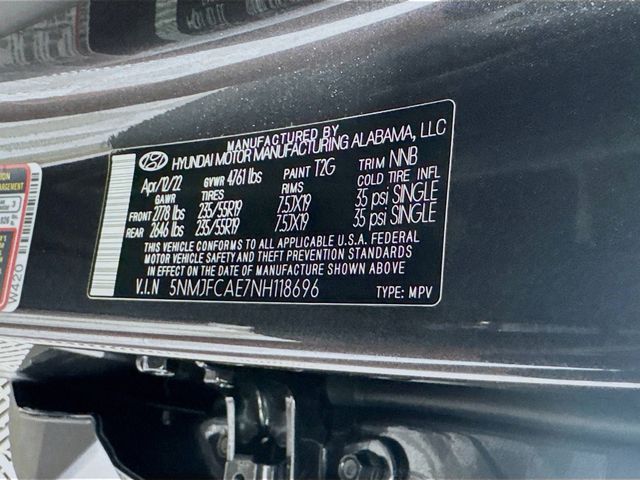 MANUFACTURED BY
HYUNDAI MOTOR MANUFACTURING ALABAMA, LLC
Apr/12/22 GVWR 4761 lbs PAINT T2G TRIM NNB
GAWR TIRES RIMS COLD TIRE INFL
FRONT 2778 lbs 235/55R19 7.5JX19 35 psi SINGLE
REAR 2646 lbs 235/55R19 7.5JX19 35 psi SINGLE
THIS VEHICLE CONFORMS TO ALL APPLICABLE U.S.A. FEDERAL
MOTOR VEHICLE SAFETY AND THEFT PREVENTION STANDARDS
IN EFFECT ON THE DATE OF MANUFACTURE SHOWN ABOVE.
V.I.N 5NMJFCAE7NH118696 TYPE: MPV
W420